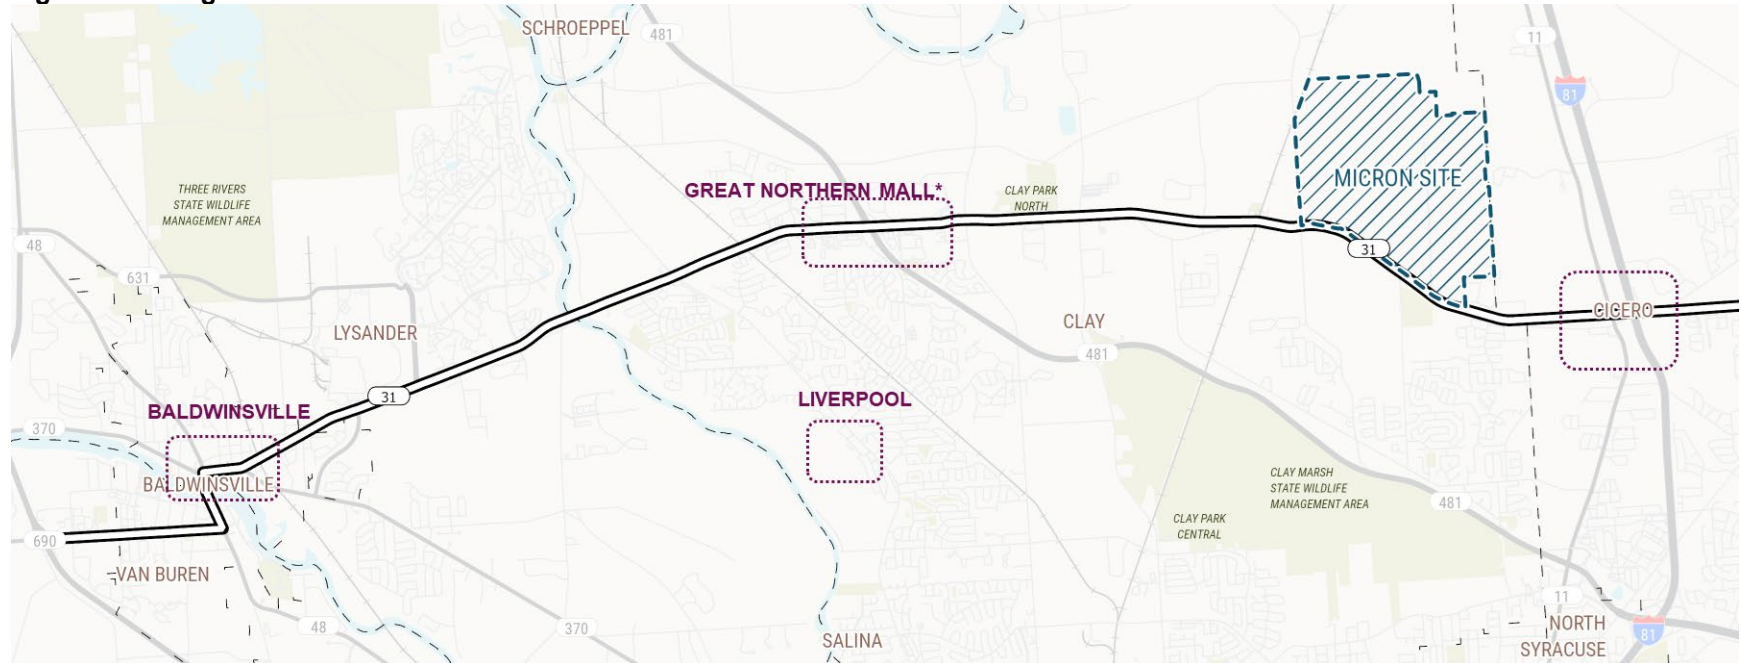 SCHROEPPEL
481
11
81
THREE RIVERS
STATE WILDLIFE
MANAGEMENT AREA
GREAT NORTHERN MALL*
CLAY PARK
NORTH
MICRON SITE
48
631
31
LYSANDER
CLAY
CICERO
481
31
BALDWINSVILLE
LIVERPOOL
370
BALDWINSVILLE
CLAY MARSH
STATE WILDLIFE
MANAGEMENT AREA
481
CLAY PARK
CENTRAL
690
VAN BUREN
48
370
SALINA
11
NORTH
SYRACUSE
81